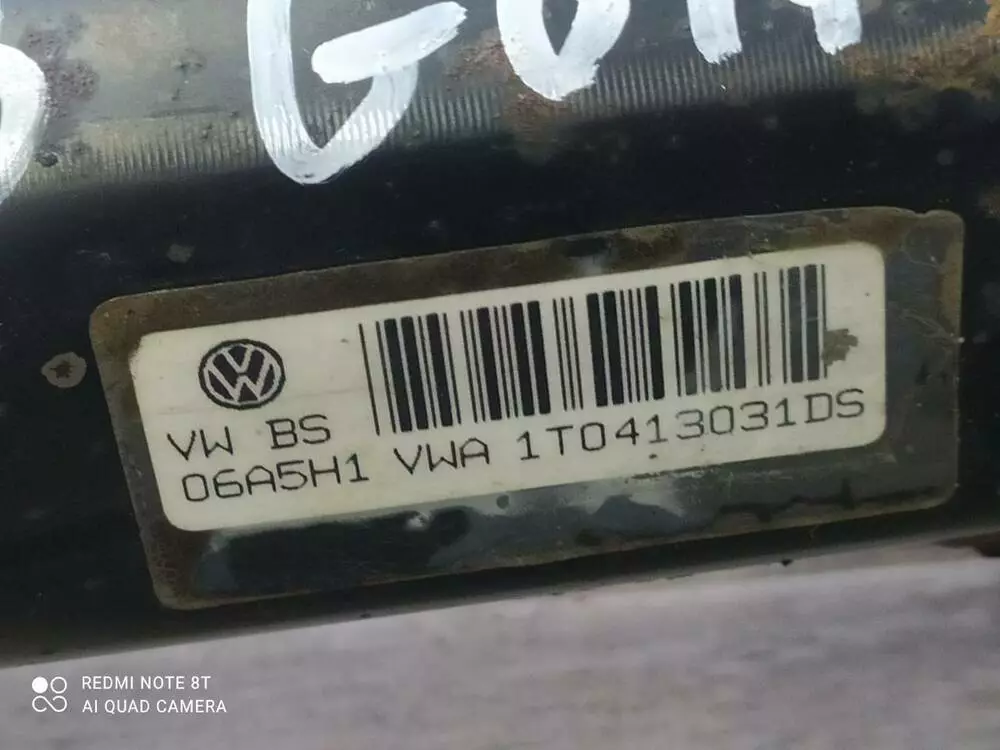 VW BS
06A5H1 VWA 1T0413031DS
REDMI NOTE 8T
AI QUAD CAMERA